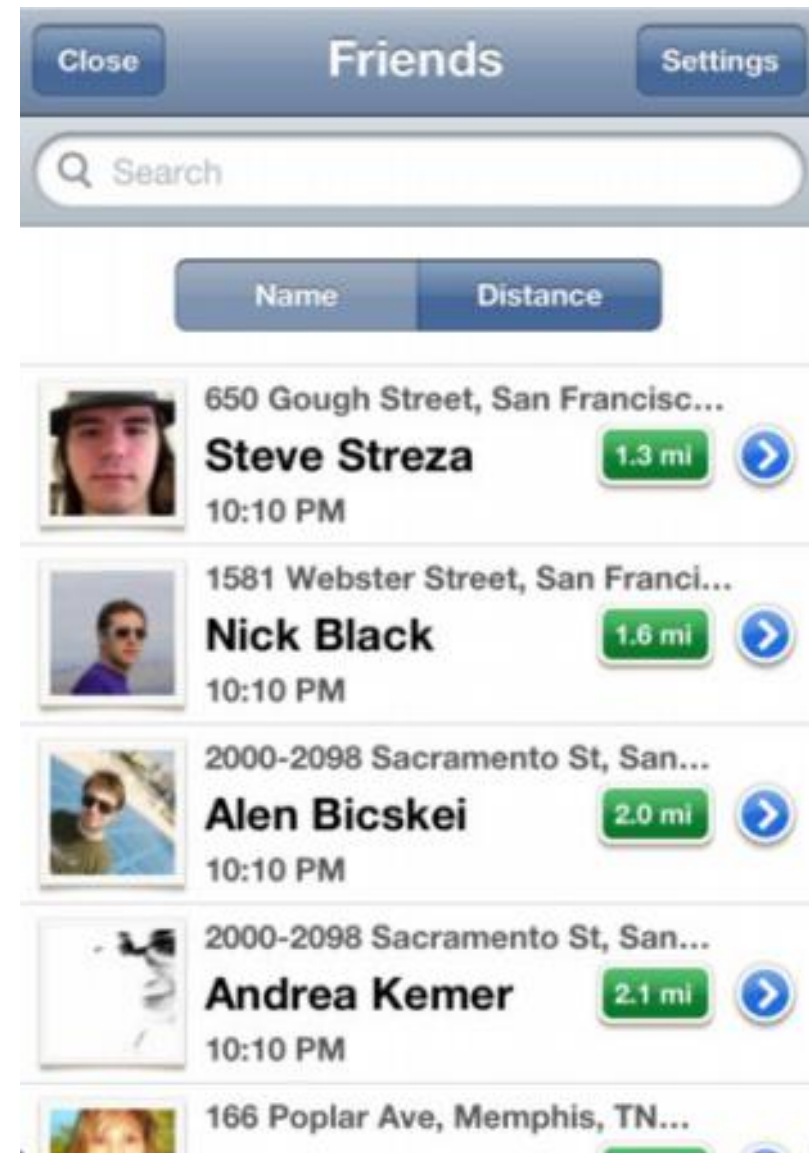 Close Friends Settings
Search
Name Distance
650 Gough Street, San Francisc...
Steve Streza 1.3 mi
10:10 PM
1581 Webster Street, San Franci...
Nick Black 1.6 mi
10:10 PM
2000-2098 Sacramento St, San...
Alen Bicskei 2.0 mi
10:10 PM
2000-2098 Sacramento St, San...
Andrea Kemer 2.1 mi
10:10 PM
166 Poplar Ave, Memphis, TN...